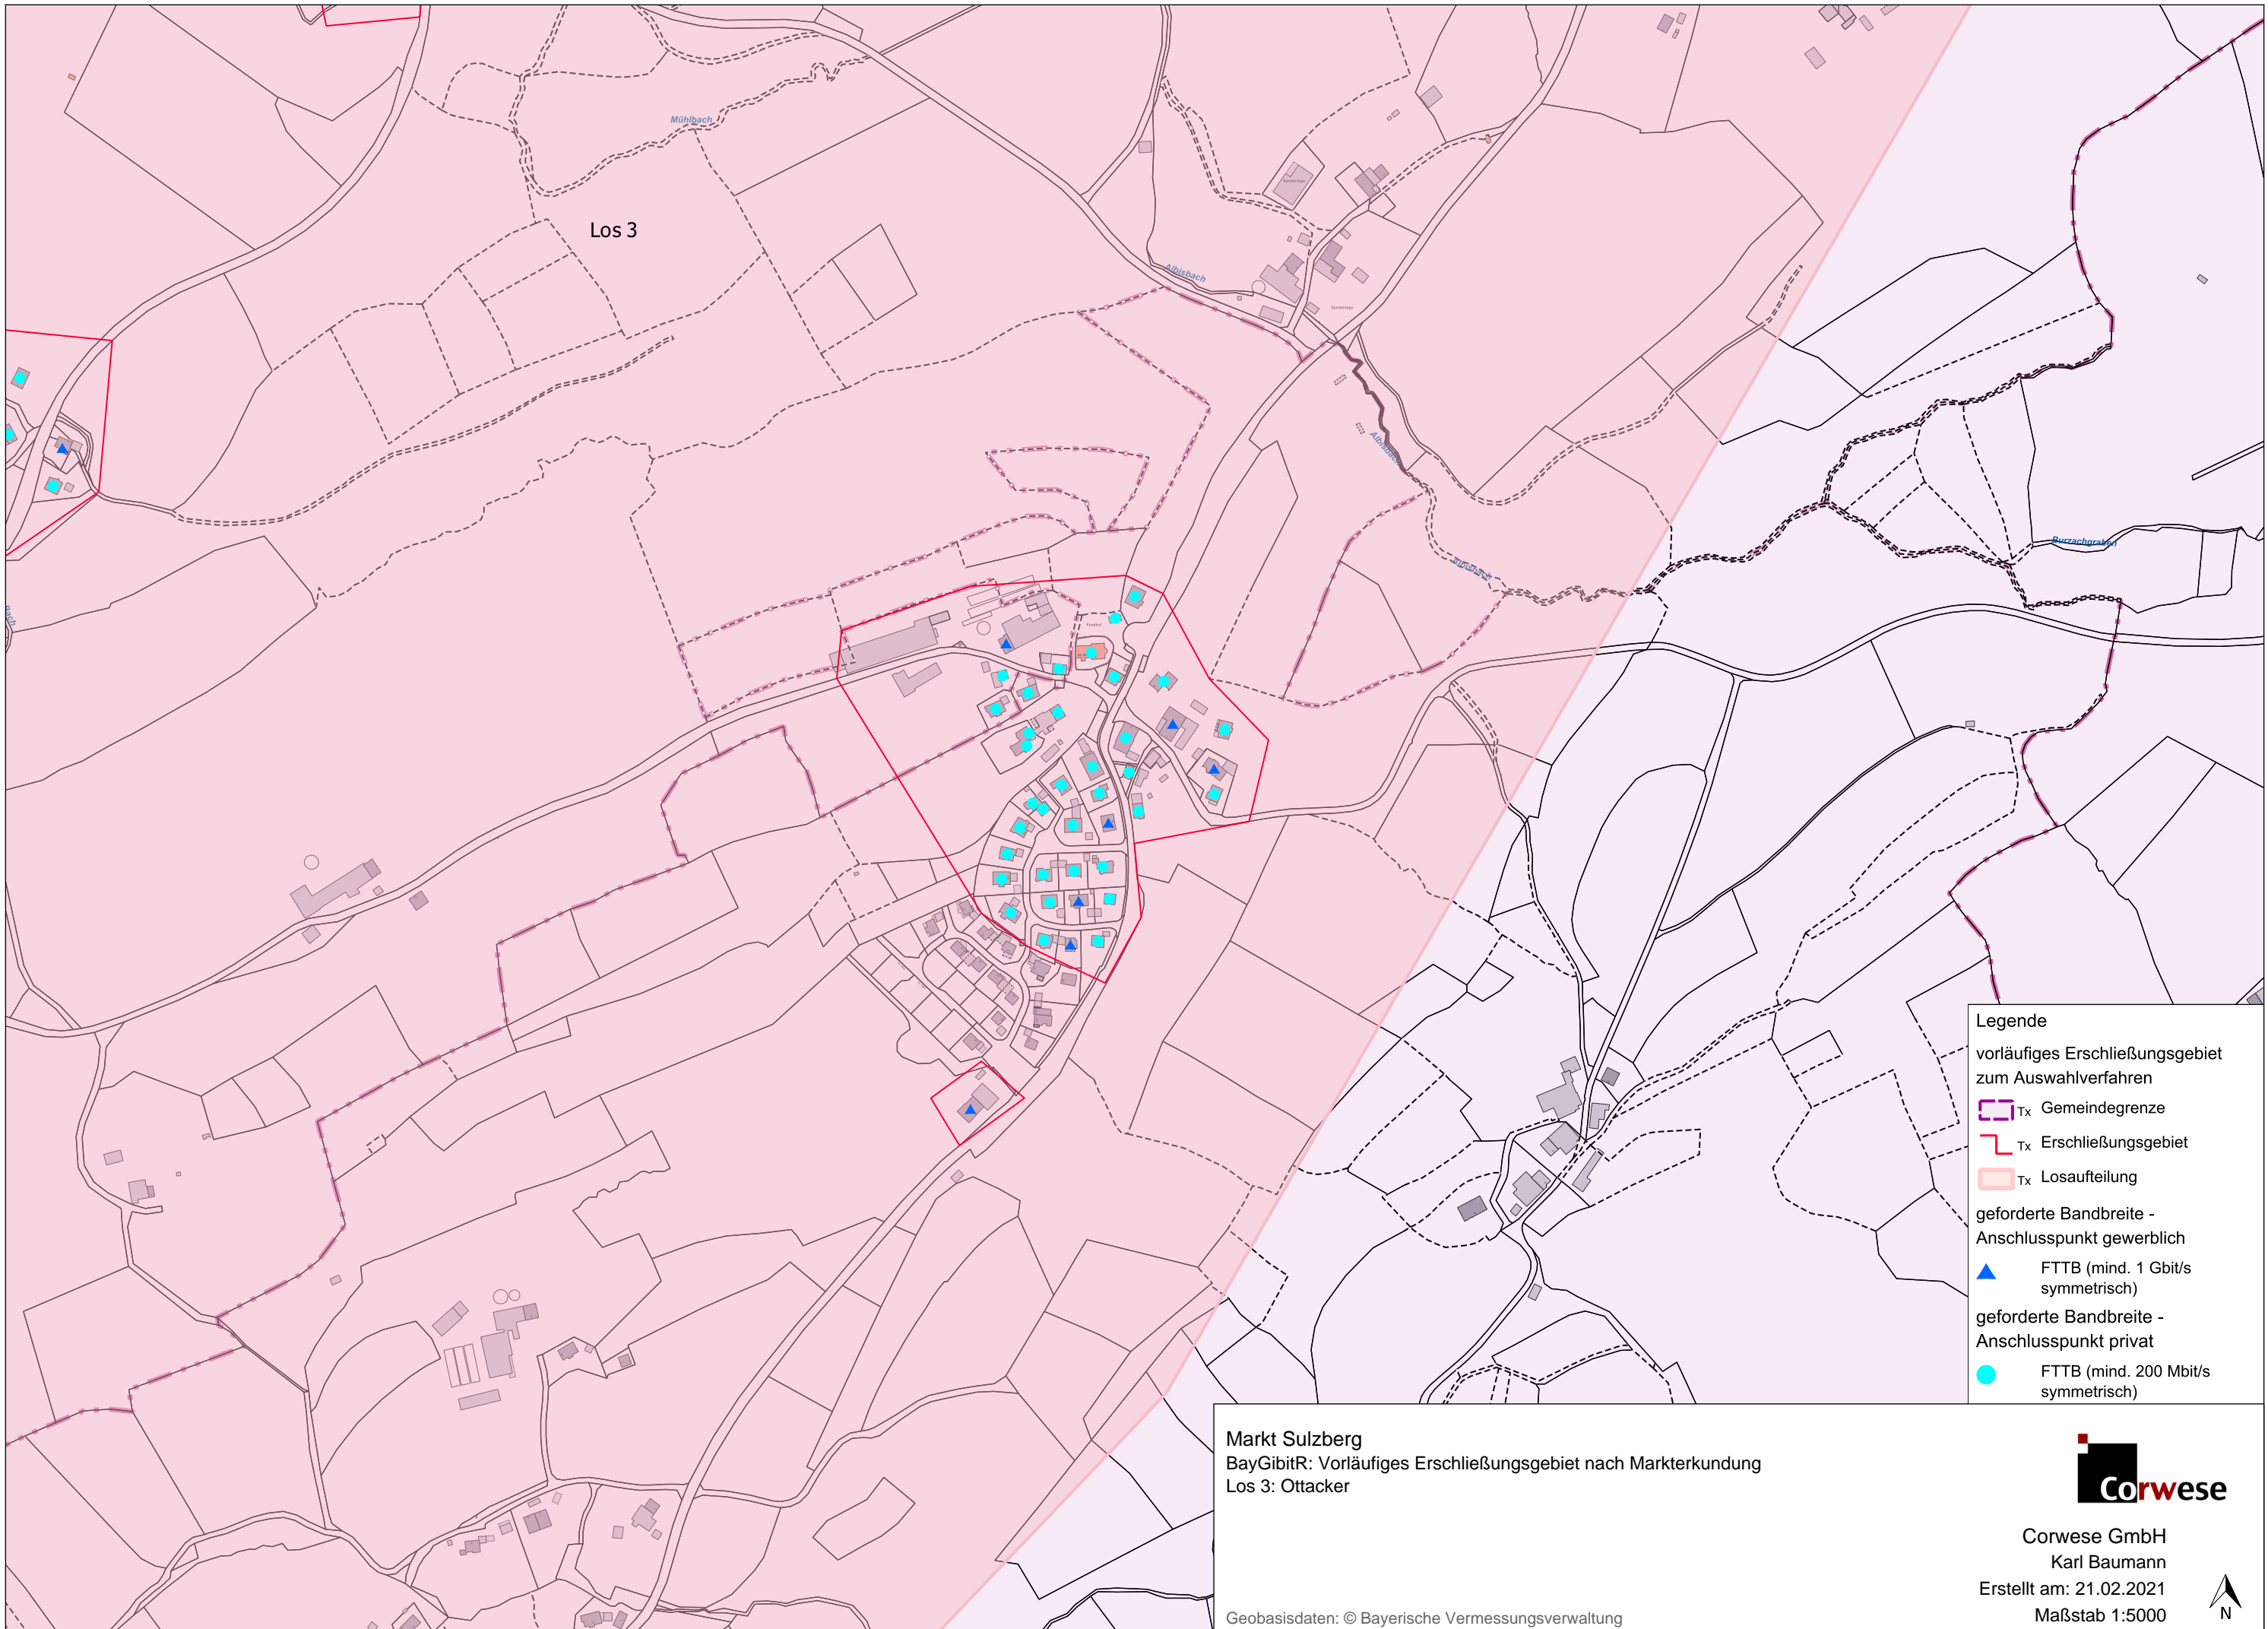 Mühlbach
Los 3
Albisbach
Albisbach
Burzachgraben
Bach
Friedhof
Legende
vorläufiges Erschließungsgebiet
zum Auswahlverfahren
Tx Gemeindegrenze
Tx Erschließungsgebiet
Tx Losaufteilung
geforderte Bandbreite -
Anschlusspunkt gewerblich
FTTB (mind. 1 Gbit/s
symmetrisch)
geforderte Bandbreite -
Anschlusspunkt privat
FTTB (mind. 200 Mbit/s
symmetrisch)
Markt Sulzberg
BayGibitR: Vorläufiges Erschließungsgebiet nach Markterkundung
Los 3: Ottacker
Corwese
Corwese GmbH
Karl Baumann
Erstellt am: 21.02.2021
Maßstab 1:5000
N
Geobasisdaten: © Bayerische Vermessungsverwaltung